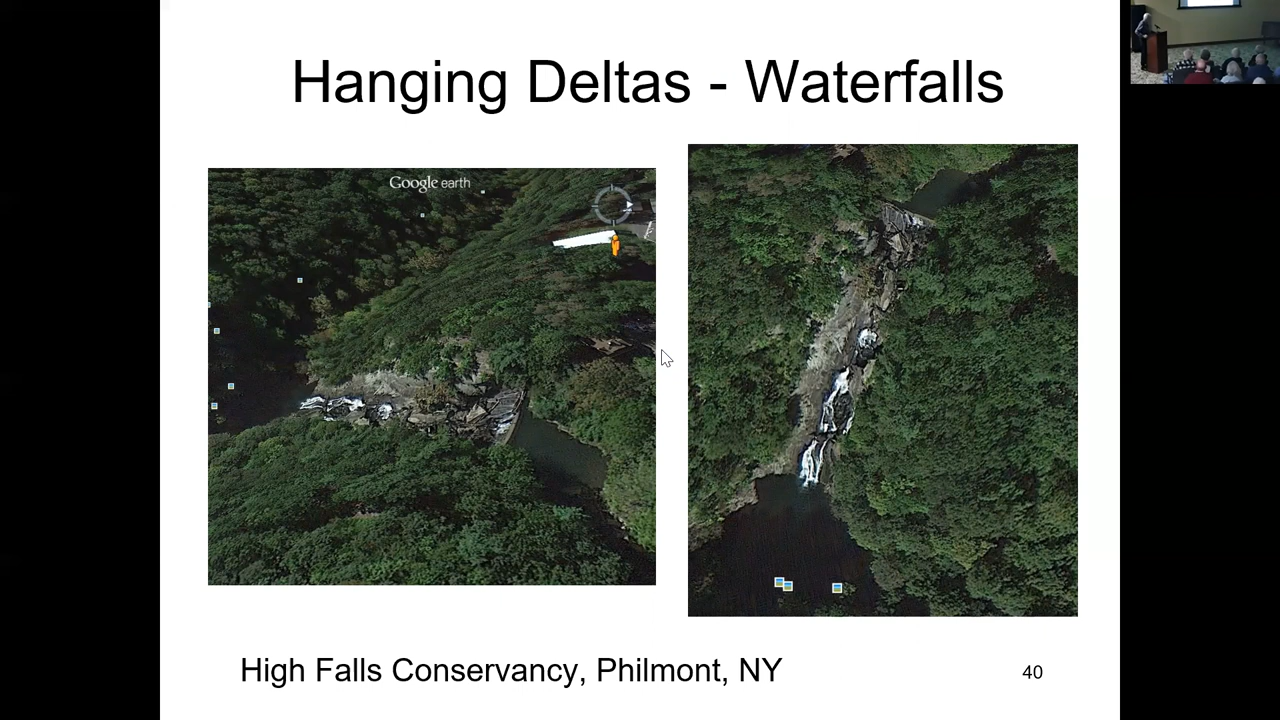 Hanging Deltas - Waterfalls
Google earth
High Falls Conservancy, Philmont, NY
40